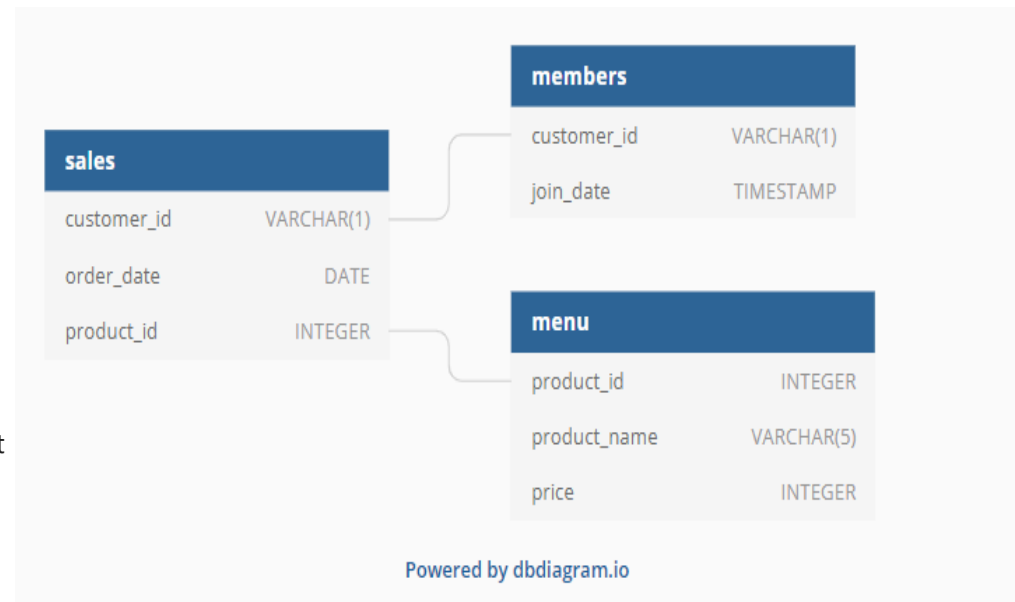 sales
customer_id VARCHAR(1)
order_date DATE
product_id INTEGER
members
customer_id VARCHAR(1)
join_date TIMESTAMP
menu
product_id INTEGER
product_name VARCHAR(5)
price INTEGER
t
Powered by dbdiagram.io